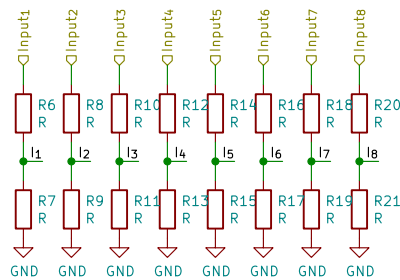 Input1 Input2 Input3 Input4 Input5 Input6 Input7 Input8
R6 R8 R10 R12 R14 R16 R18 R20
R R R R R R R R
I1 I2 I3 I4 I5 I6 I7 I8
R7 R9 R11 R13 R15 R17 R19 R21
R R R R R R R R
GND GND GND GND GND GND GND GND